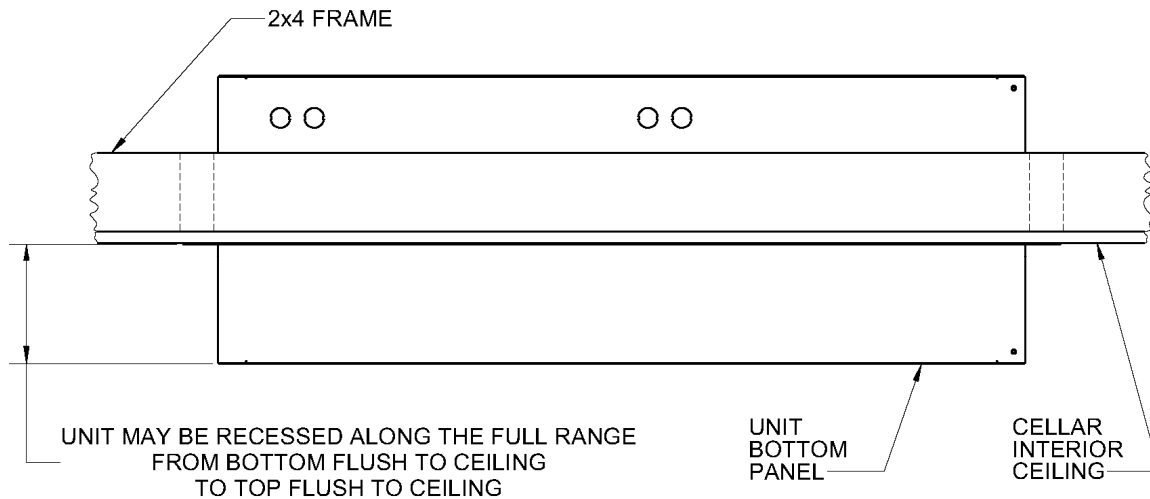 2x4 FRAME
UNIT MAY BE RECESSED ALONG THE FULL RANGE
FROM BOTTOM FLUSH TO CEILING
TO TOP FLUSH TO CEILING
UNIT
BOTTOM
PANEL
CELLAR
INTERIOR
CEILING